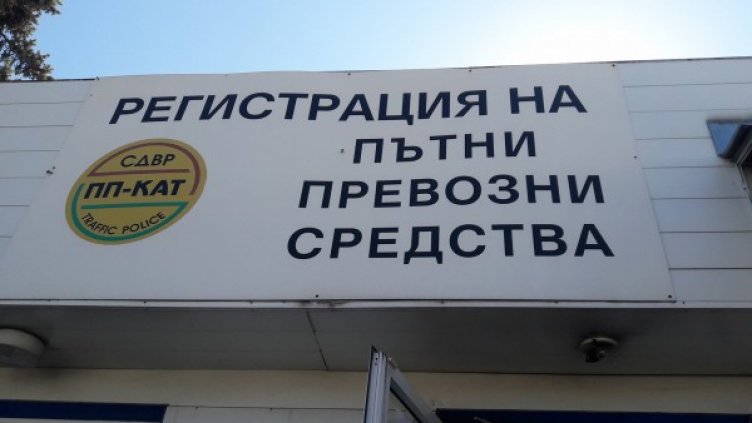 РЕГИСТРАЦИЯ НА
ПЪТНИ
ПРЕВОЗНИ
СРЕДСТВА
СДВР
ПП-КАТ
TRAFFIC POLICE